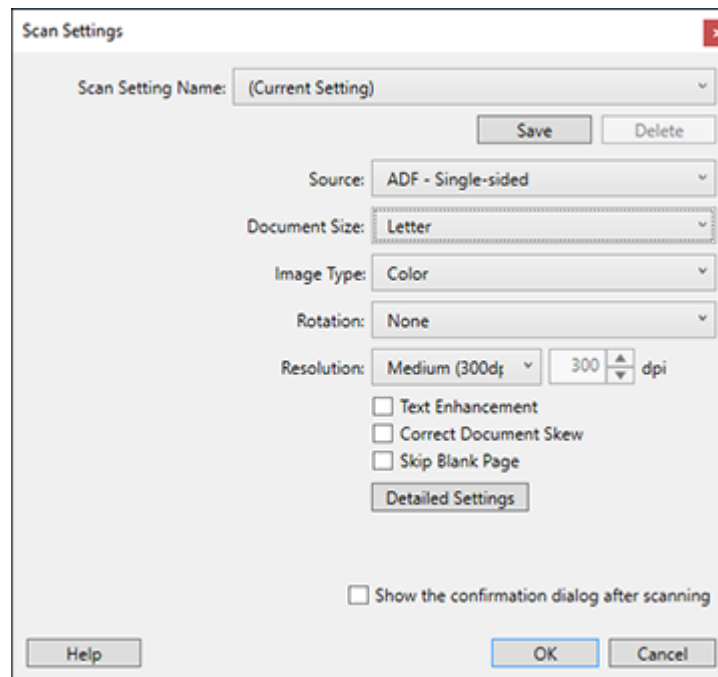 Scan Settings
Scan Setting Name: (Current Setting)
Save Delete
Source: ADF - Single-sided
Document Size: Letter
Image Type: Color
Rotation: None
Resolution: Medium (300dp 300 dpi
Text Enhancement
Correct Document Skew
Skip Blank Page
Detailed Settings
Show the confirmation dialog after scanning
Help OK Cancel